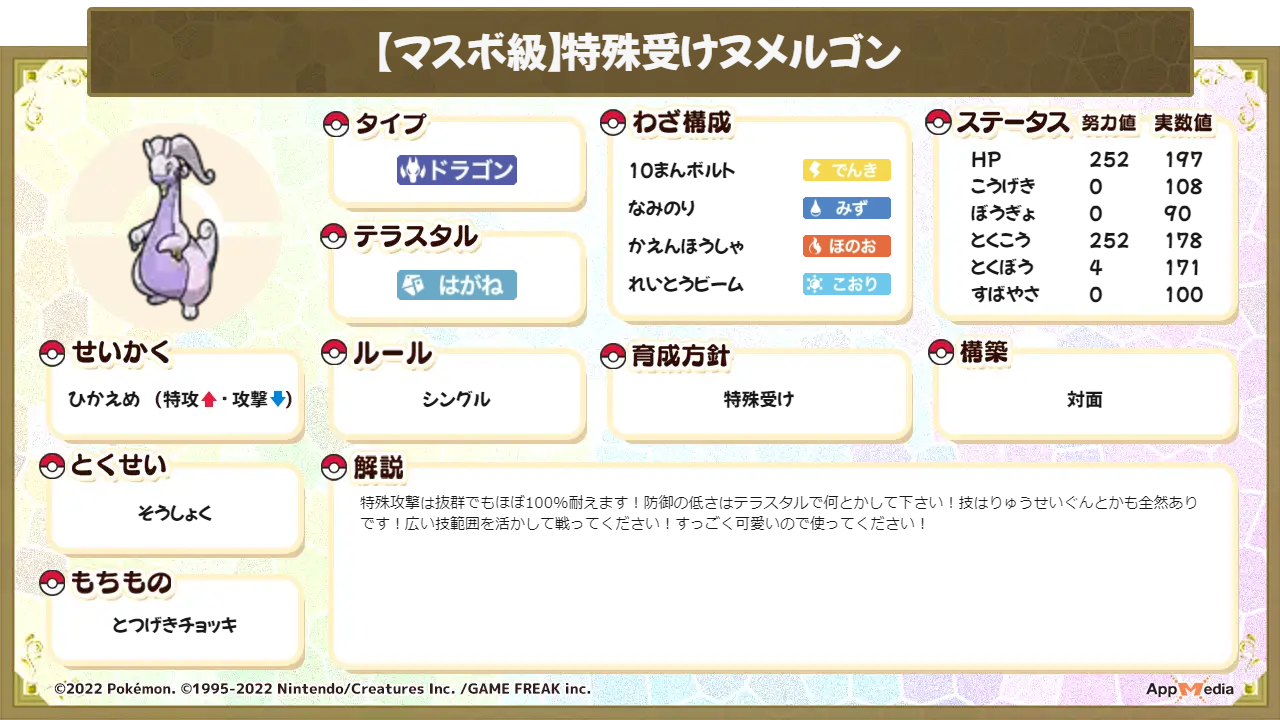 【マスボ級】特殊受けヌメルゴン
タイプ
ドラゴン
テラスタル
はがね
わざ構成
10まんボルト でんき
なみのり みず
かえんほうしゃ ほのお
れいとうビーム こおり
ステータス 努力値 実数値
HP 252 197
こうげき 0 108
ぼうぎょ 0 90
とくこう 252 178
とくぼう 4 171
すばやさ 0 100
せいかく
ひかえめ (特攻・攻撃)
ルール
シングル
育成方針
特殊受け
構築
対面
とくせい
そうしょく
もちもの
とつげきチョッキ
解説
特殊攻撃は抜群でもほぼ100%耐えます！防御の低さはテラスタルで何とかして下さい！技はりゅうせいぐんとかも全然あり
です！広い技範囲を活かして戦ってください！すっごく可愛いので使ってください！
©2022 Pokémon. ©1995-2022 Nintendo/Creatures Inc. /GAME FREAK inc.
AppMedia